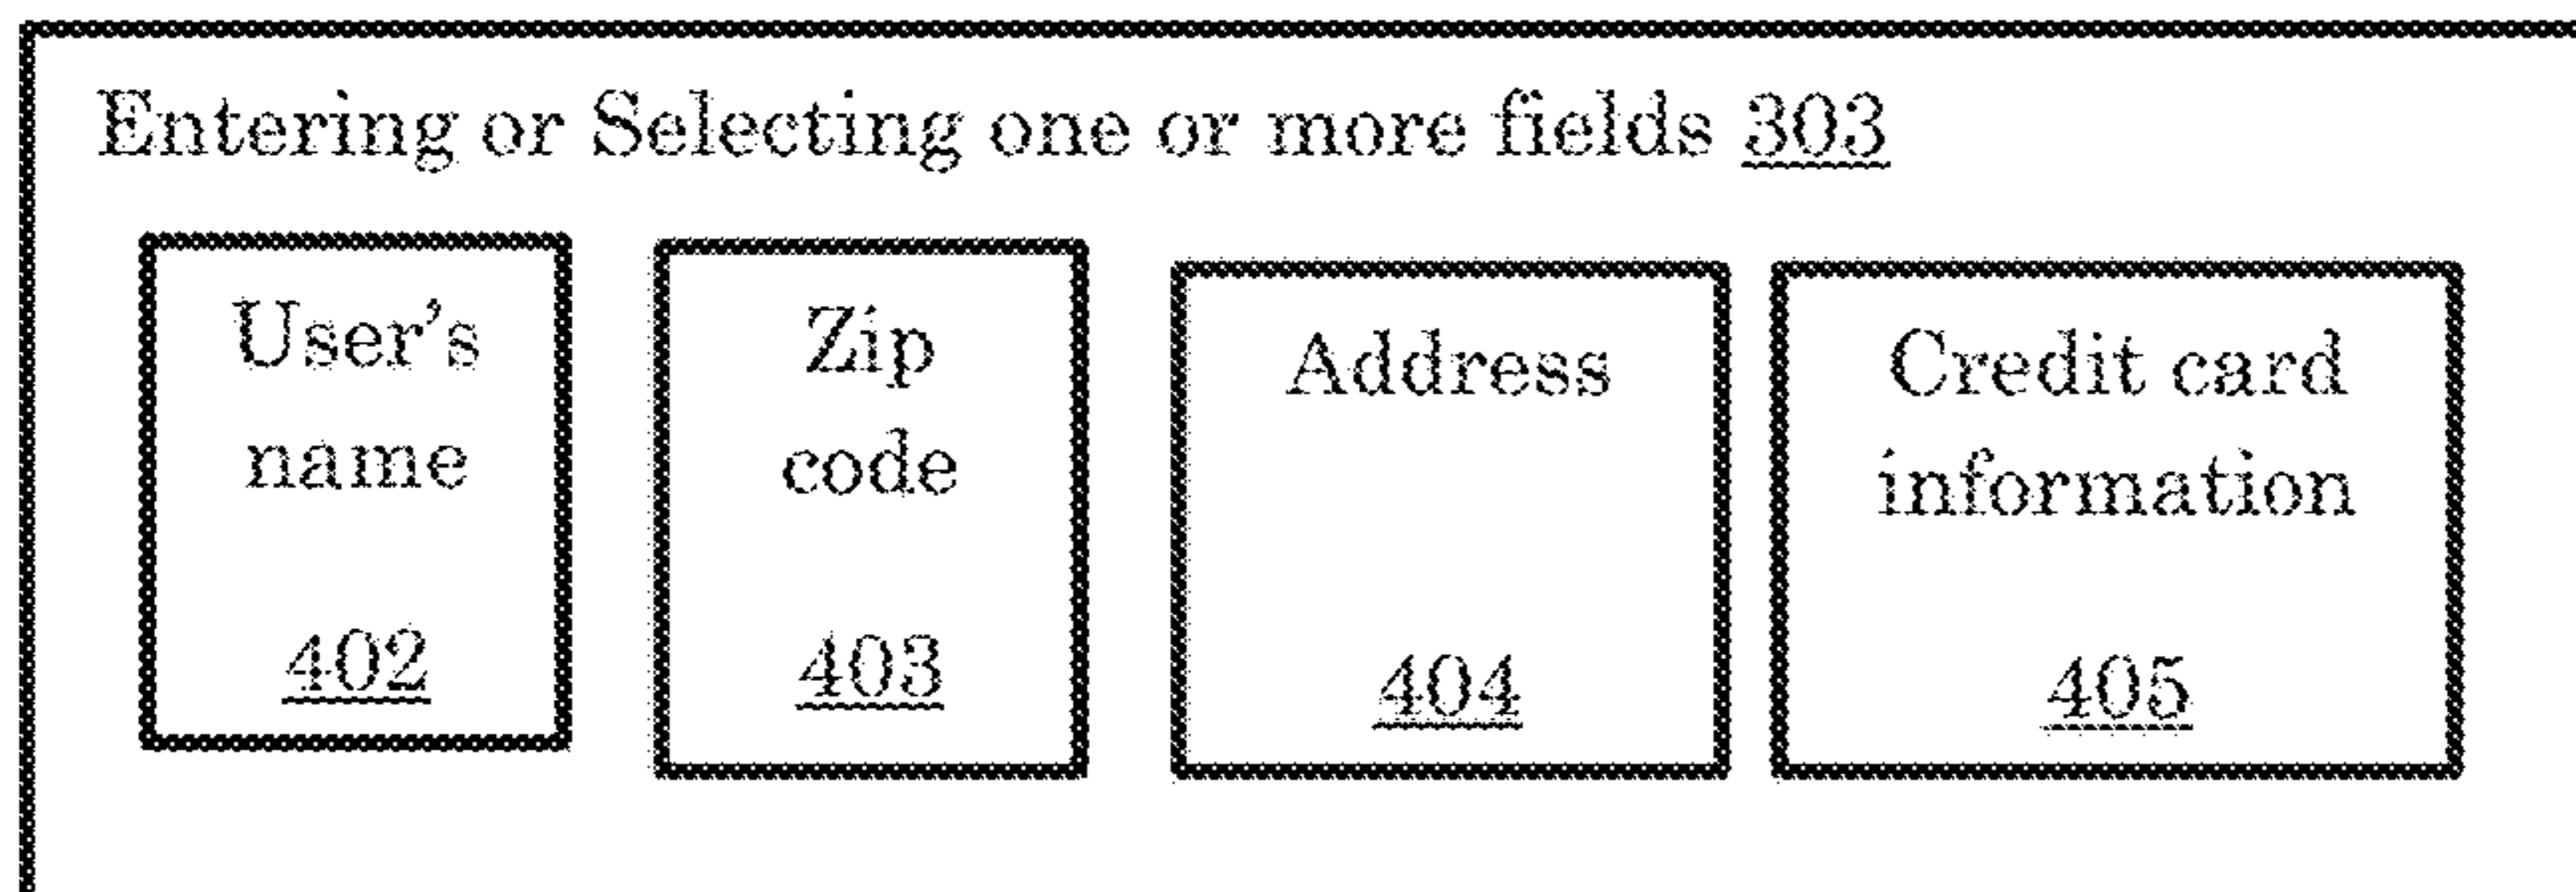 Entering or Selecting one or more fields 303
User's
name
402
Zip
code
403
Address
404
Credit card
information
405